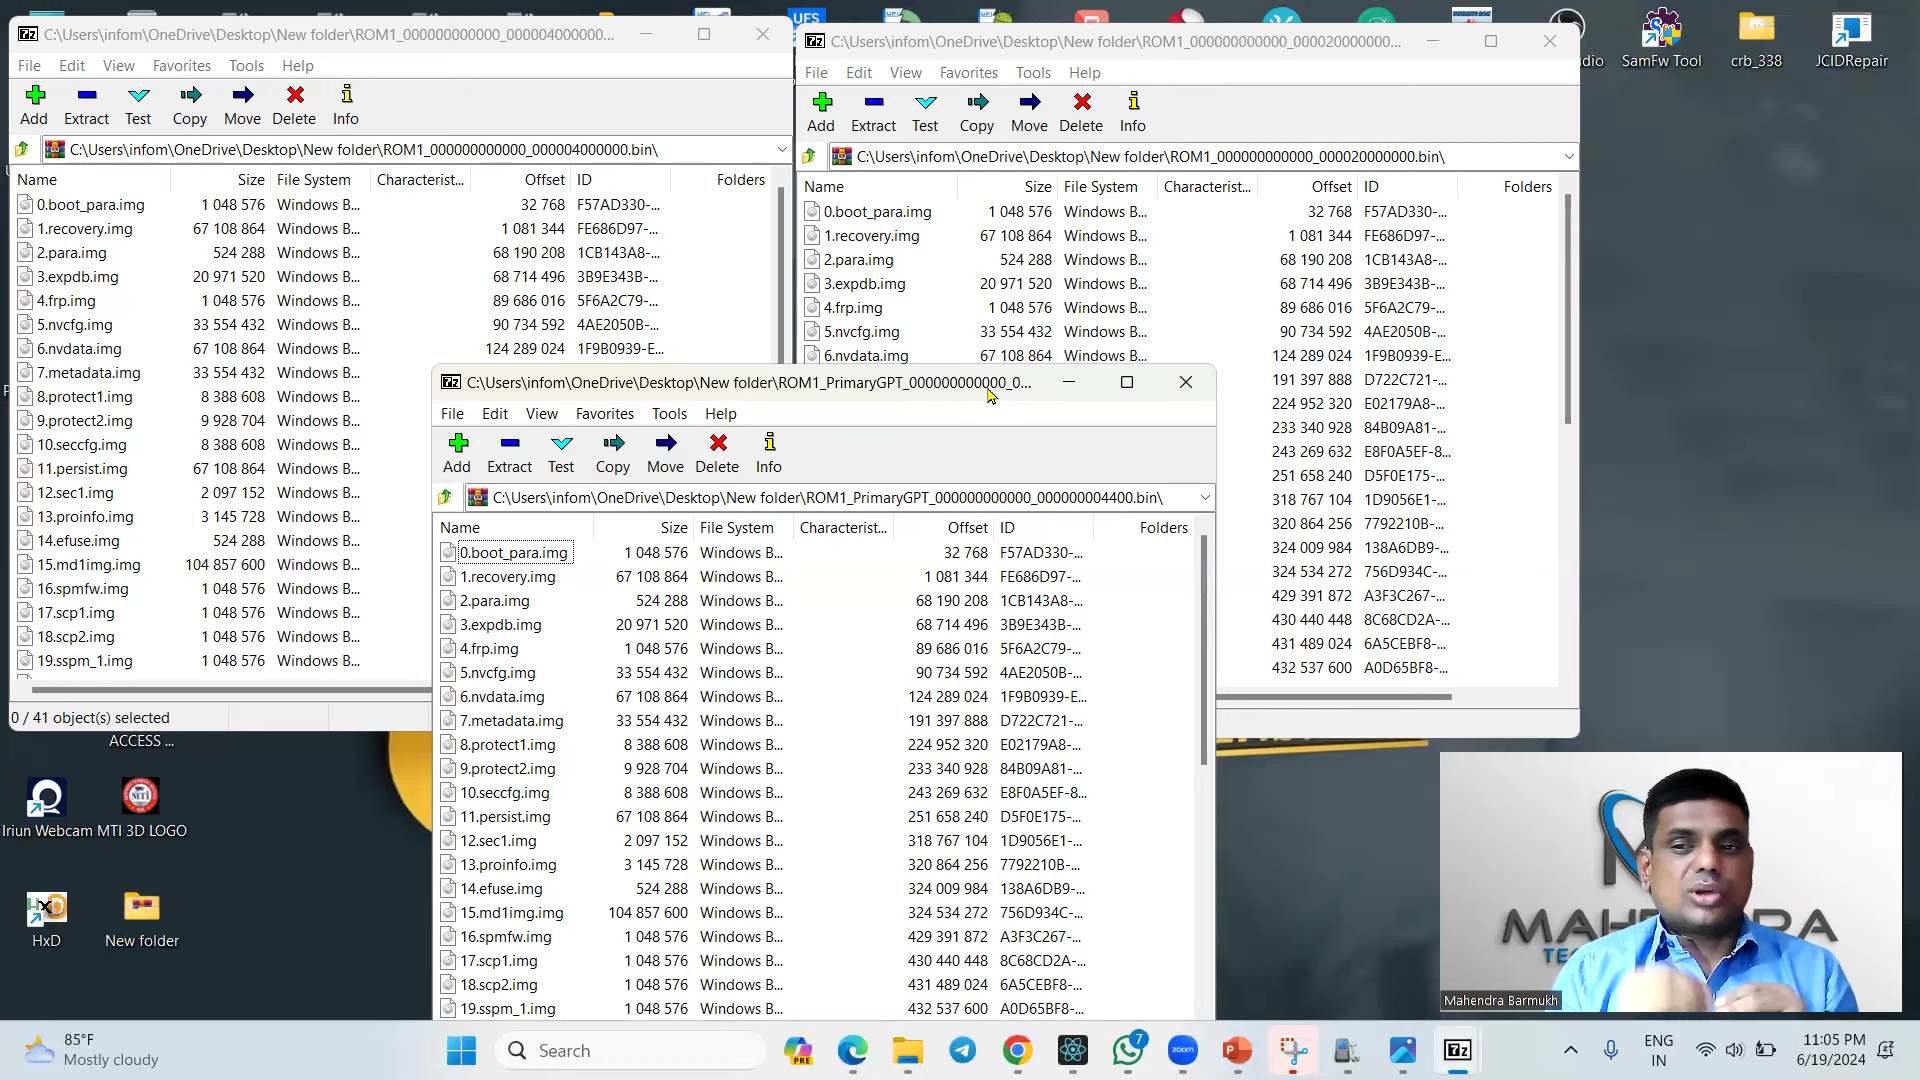 C:\Users\infom\OneDrive\Desktop\New folder\ROM1_000000000000_000004000000...
File Edit View Favorites Tools Help
Add Extract Test Copy Move Delete Info
C:\Users\infom\OneDrive\Desktop\New folder\ROM1_000000000000_000004000000.bin\
Name Size File System Characterist... Offset ID Folders
0.boot_para.img 1 048 576 Windows B... 32 768 F57AD330-...
1.recovery.img 67 108 864 Windows B... 1 081 344 FE686D97-...
2.para.img 524 288 Windows B... 68 190 208 1CB143A8-...
3.expdb.img 20 971 520 Windows B... 68 714 496 3B9E343B-...
4.frp.img 1 048 576 Windows B... 89 686 016 5F6A2C79-...
5.nvcfg.img 33 554 432 Windows B... 90 734 592 4AE2050B-...
6.nvdata.img 67 108 864 Windows B... 124 289 024 1F9B0939-E...
7.metadata.img 33 554 432 Windows B...
8.protect1.img 8 388 608 Windows B...
9.protect2.img 9 928 704 Windows B...
10.seccfg.img 8 388 608 Windows B...
11.persist.img 67 108 864 Windows B...
12.sec1.img 2 097 152 Windows B...
13.proinfo.img 3 145 728 Windows B...
14.efuse.img 524 288 Windows B...
15.md1img.img 104 857 600 Windows B...
16.spmfw.img 1 048 576 Windows B...
17.scp1.img 1 048 576 Windows B...
18.scp2.img 1 048 576 Windows B...
19.sspm_1.img 1 048 576 Windows B...
0 / 41 object(s) selected
C:\Users\infom\OneDrive\Desktop\New folder\ROM1_000000000000_000020000000...
File Edit View Favorites Tools Help
Add Extract Test Copy Move Delete Info
C:\Users\infom\OneDrive\Desktop\New folder\ROM1_000000000000_000020000000.bin\
Name Size File System Characterist... Offset ID Folders
0.boot_para.img 1 048 576 Windows B... 32 768 F57AD330-...
1.recovery.img 67 108 864 Windows B... 1 081 344 FE686D97-...
2.para.img 524 288 Windows B... 68 190 208 1CB143A8-...
3.expdb.img 20 971 520 Windows B... 68 714 496 3B9E343B-...
4.frp.img 1 048 576 Windows B... 89 686 016 5F6A2C79-...
5.nvcfg.img 33 554 432 Windows B... 90 734 592 4AE2050B-...
6.nvdata.img 67 108 864 Windows B... 124 289 024 1F9B0939-E...
191 397 888 D722C721-...
224 952 320 E02179A8-...
233 340 928 84B09A81-...
243 269 632 E8F0A5EF-8...
251 658 240 D5F0E175-...
318 767 104 1D9056E1-...
320 864 256 7792210B-...
324 009 984 138A6DB9-...
324 534 272 756D934C-...
429 391 872 A3F3C267-...
430 440 448 8C68CD2A-...
431 489 024 6A5CEBF8-...
432 537 600 A0D65BF8-...
C:\Users\infom\OneDrive\Desktop\New folder\ROM1_PrimaryGPT_000000000000_0...
File Edit View Favorites Tools Help
Add Extract Test Copy Move Delete Info
C:\Users\infom\OneDrive\Desktop\New folder\ROM1_PrimaryGPT_000000000000_000000004400.bin\
Name Size File System Characterist... Offset ID Folders
0.boot_para.img 1 048 576 Windows B... 32 768 F57AD330-...
1.recovery.img 67 108 864 Windows B... 1 081 344 FE686D97-...
2.para.img 524 288 Windows B... 68 190 208 1CB143A8-...
3.expdb.img 20 971 520 Windows B... 68 714 496 3B9E343B-...
4.frp.img 1 048 576 Windows B... 89 686 016 5F6A2C79-...
5.nvcfg.img 33 554 432 Windows B... 90 734 592 4AE2050B-...
6.nvdata.img 67 108 864 Windows B... 124 289 024 1F9B0939-E...
7.metadata.img 33 554 432 Windows B... 191 397 888 D722C721-...
8.protect1.img 8 388 608 Windows B... 224 952 320 E02179A8-...
9.protect2.img 9 928 704 Windows B... 233 340 928 84B09A81-...
10.seccfg.img 8 388 608 Windows B... 243 269 632 E8F0A5EF-8...
11.persist.img 67 108 864 Windows B... 251 658 240 D5F0E175-...
12.sec1.img 2 097 152 Windows B... 318 767 104 1D9056E1-...
13.proinfo.img 3 145 728 Windows B... 320 864 256 7792210B-...
14.efuse.img 524 288 Windows B... 324 009 984 138A6DB9-...
15.md1img.img 104 857 600 Windows B... 324 534 272 756D934C-...
16.spmfw.img 1 048 576 Windows B... 429 391 872 A3F3C267-...
17.scp1.img 1 048 576 Windows B... 430 440 448 8C68CD2A-...
18.scp2.img 1 048 576 Windows B... 431 489 024 6A5CEBF8-...
19.sspm_1.img 1 048 576 Windows B... 432 537 600 A0D65BF8-...
UFS
SamFw Tool crb_338 JCIDRepair
ACCESS ...
Iriun Webcam MTI 3D LOGO
HxD New folder
Mahendra Barmukh
85°F
Mostly cloudy
Search
PRE
7
zoom
7z
ENG
IN
11:05 PM
6/19/2024